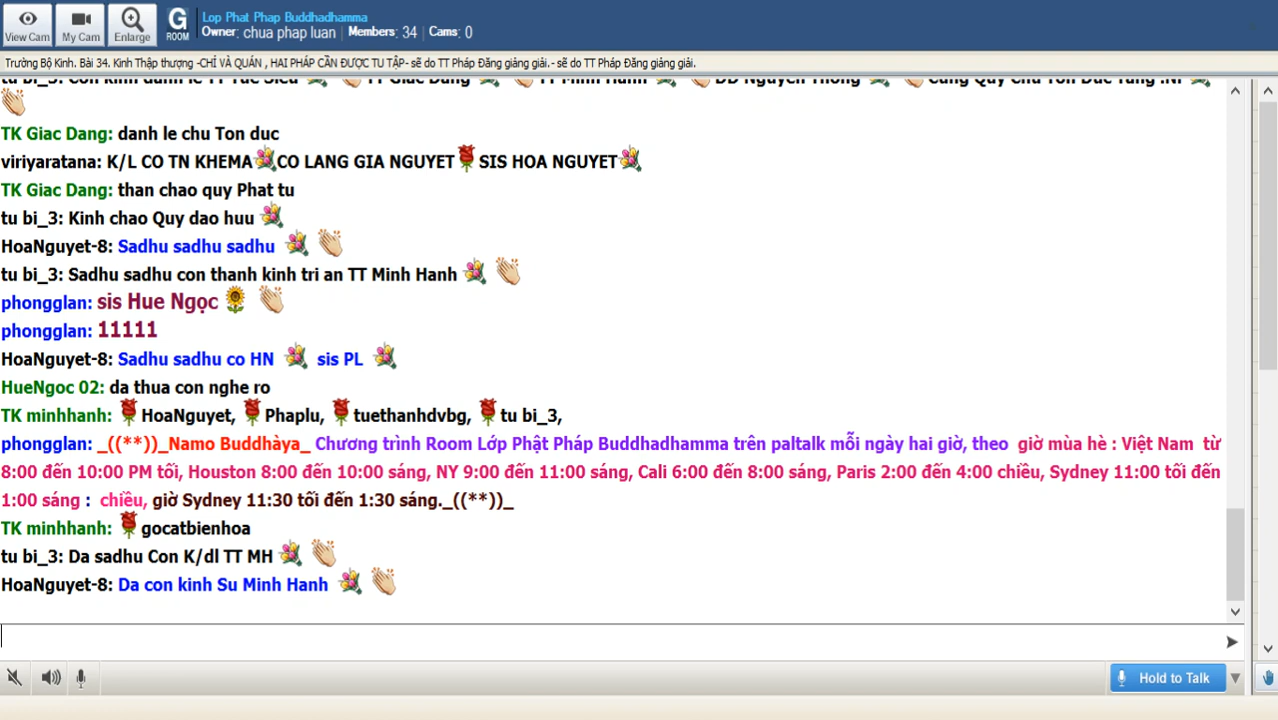 View Cam
My Cam
Enlarge
G
ROOM
Lop Phat Phap Buddhadhamma
Owner: chua phap luan | Members: 34 | Cams: 0
Trường Bộ Kinh. Bài 34. Kinh Thập thượng -CHỈ VÀ QUÁN , HAI PHÁP CẦN ĐƯỢC TU TẬP- sẽ do TT Pháp Đăng giảng giải.- sẽ do TT Pháp Đăng giảng giải.
TK Giac Dang: danh le chu Ton duc
viriyaratana: K/L CO TN KHEMA CO LANG GIA NGUYET SIS HOA NGUYET
TK Giac Dang: than chao quy Phat tu
tu bi_3: Kinh chao Quy dao huu
HoaNguyet-8: Sadhu sadhu sadhu
tu bi_3: Sadhu sadhu con thanh kinh tri an TT Minh Hanh
phongglan: sis Hue Ngọc
phongglan: 11111
HoaNguyet-8: Sadhu sadhu co HN sis PL
HueNgoc 02: da thua con nghe ro
TK minhhanh: HoaNguyet, Phaplu, tuethanhdvbg, tu bi_3,
phongglan: _((**))_Namo Buddhàya_ Chương trình Room Lớp Phật Pháp Buddhadhamma trên paltalk mỗi ngày hai giờ, theo giờ mùa hè : Việt Nam từ
8:00 đến 10:00 PM tối, Houston 8:00 đến 10:00 sáng, NY 9:00 đến 11:00 sáng, Cali 6:00 đến 8:00 sáng, Paris 2:00 đến 4:00 chiều, Sydney 11:00 tối đến
1:00 sáng : chiều, giờ Sydney 11:30 tối đến 1:30 sáng._((**))_
TK minhhanh: gocatbienhoa
tu bi_3: Da sadhu Con K/dl TT MH
HoaNguyet-8: Da con kinh Su Minh Hanh
Hold to Talk